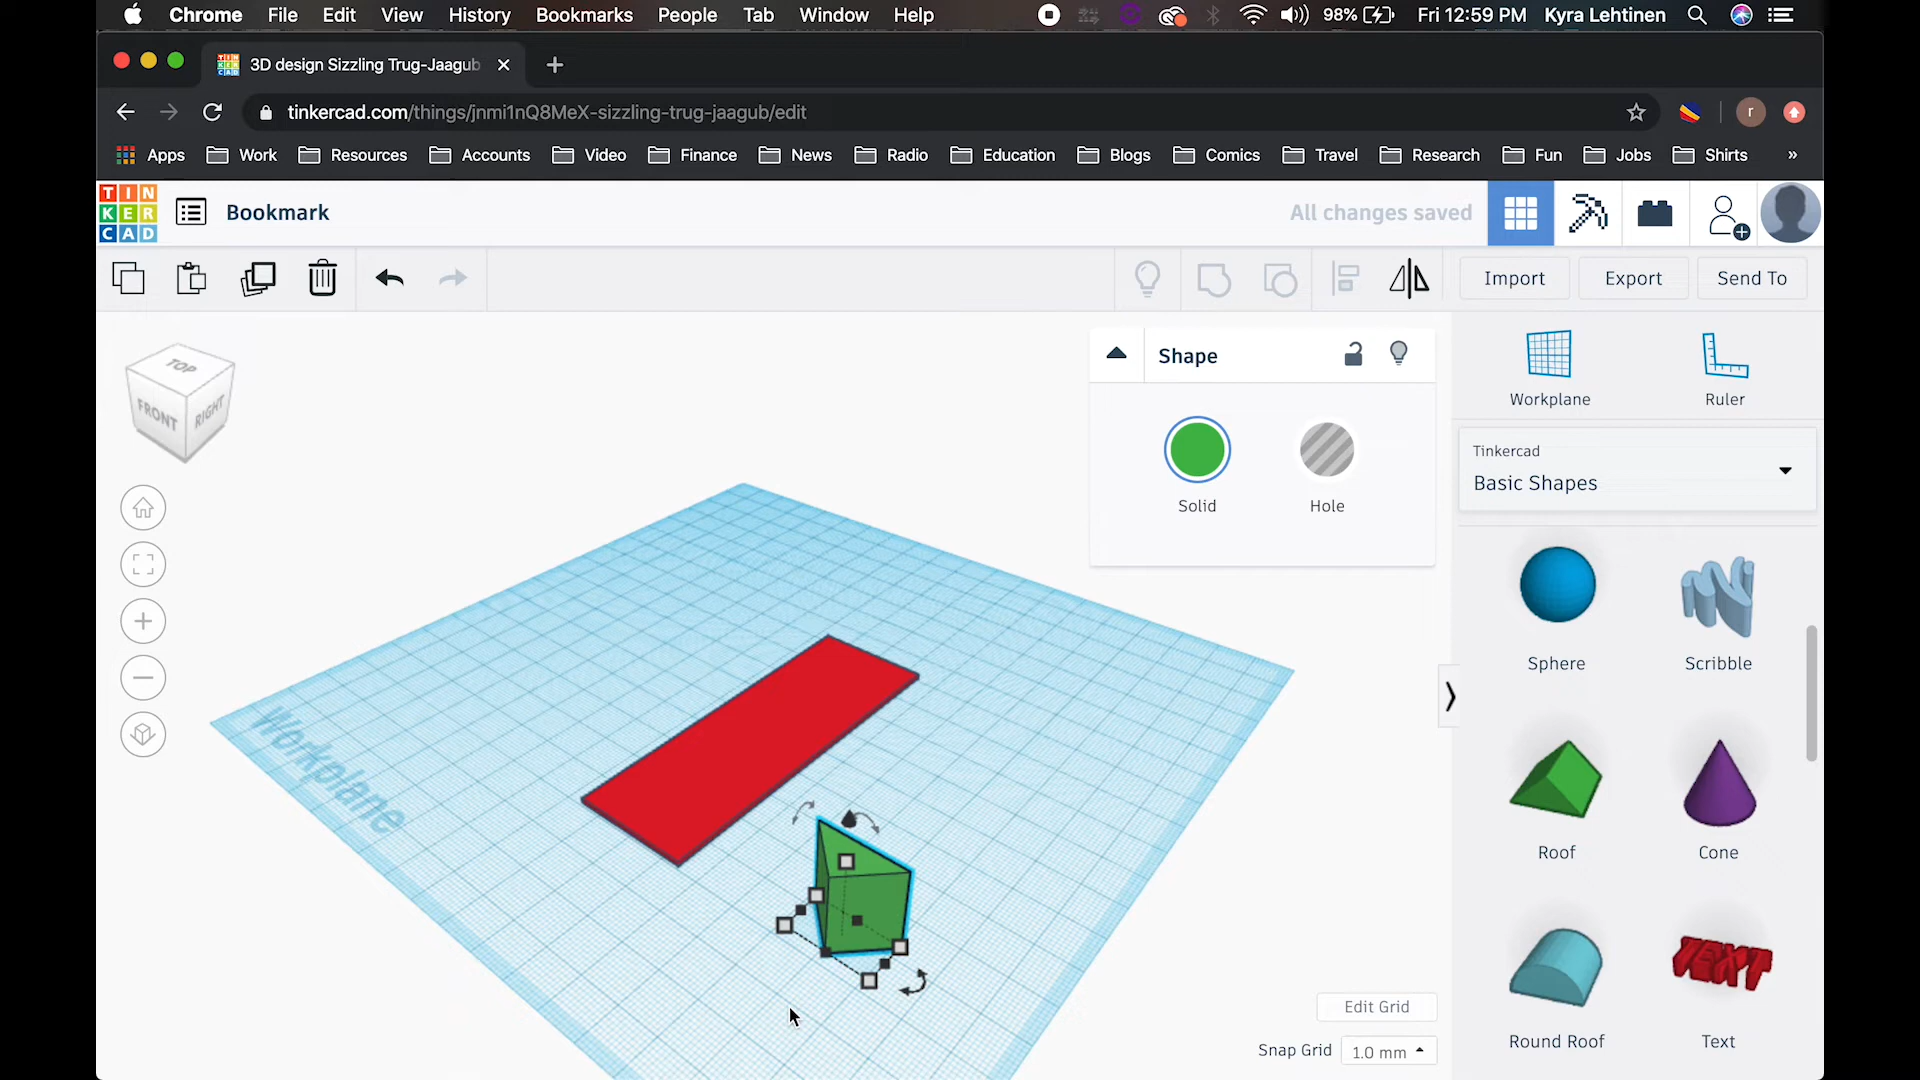 Chrome File Edit View History Bookmarks People Tab Window Help 98% Fri 12:59 PM Kyra Lehtinen
3D design Sizzling Trug-Jaagub
tinkercad.com/things/jnmi1nQ8MeX-sizzling-trug-jaagub/edit r
Apps Work Resources Accounts Video Finance News Radio Education Blogs Comics Travel Research Fun Jobs Shirts »
TIN
KER
CAD
Bookmark All changes saved
Import Export Send To
TOP
FRONT RIGHT
Shape
Solid Hole
Workplane Ruler
Tinkercad
Basic Shapes
Sphere Scribble
Workplane
Roof Cone
TEXT
Edit Grid
Round Roof Text
Snap Grid 1.0 mm